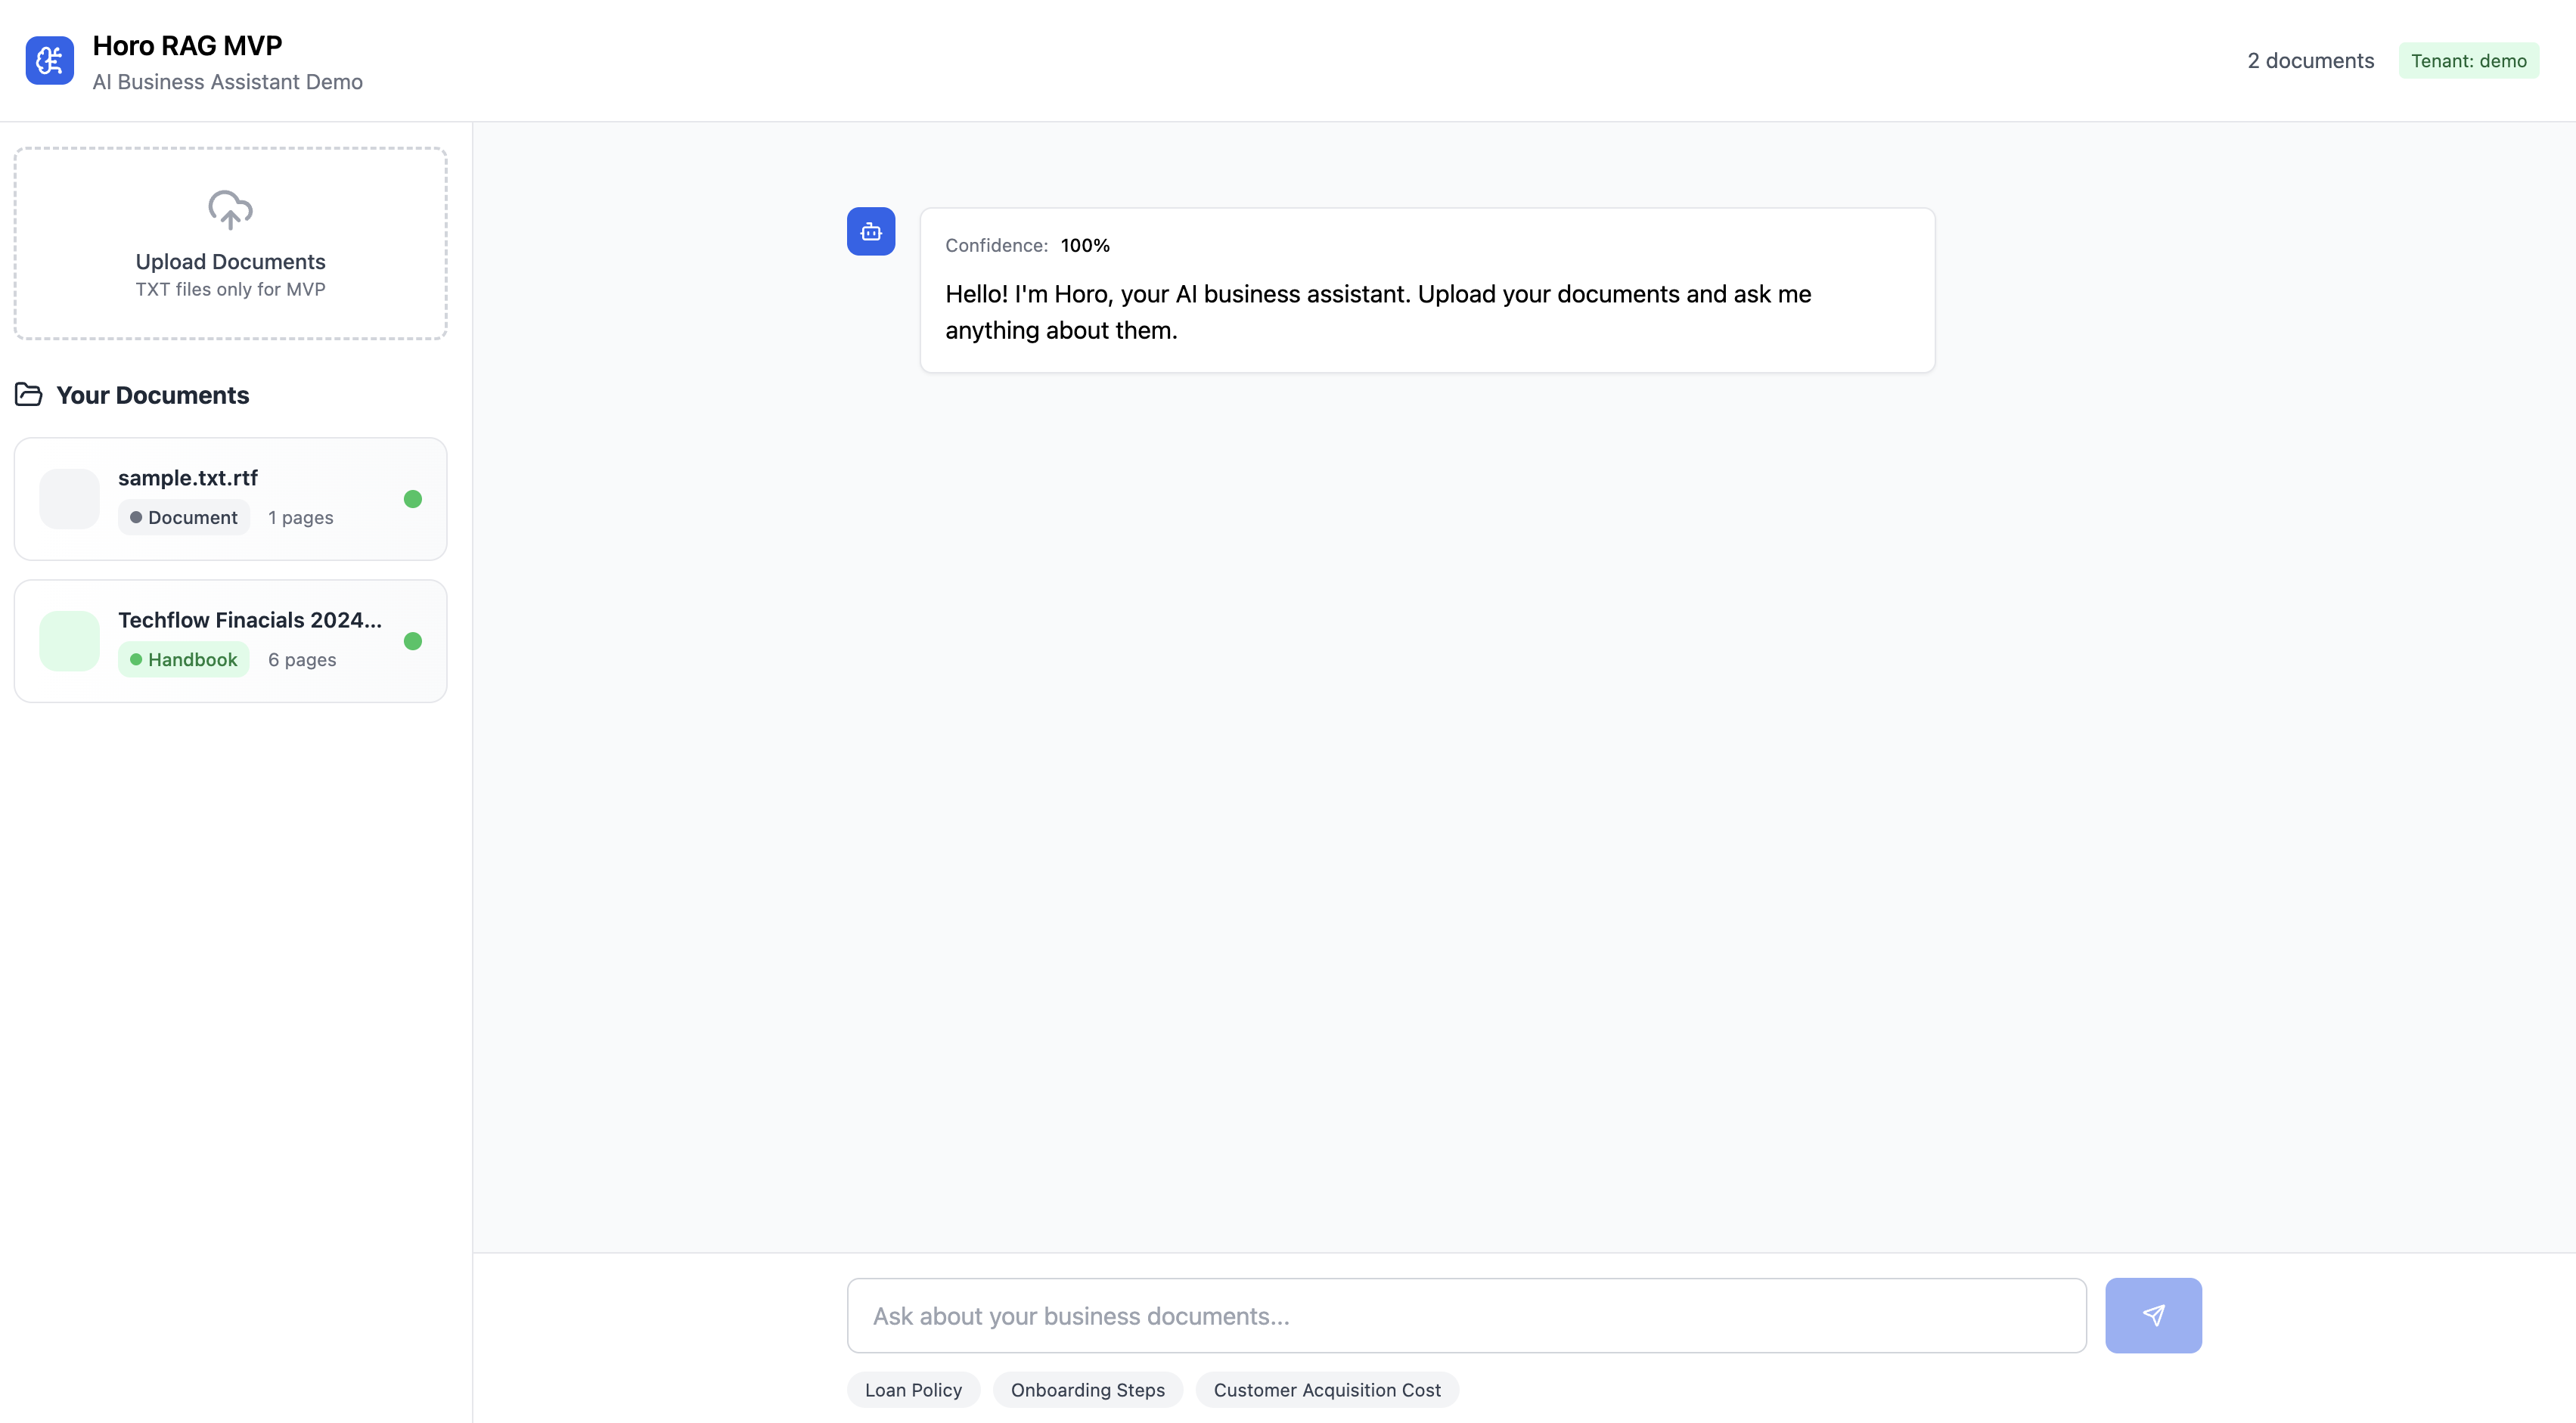 Horo RAG MVP
AI Business Assistant Demo
2 documents
Tenant: demo
Upload Documents
TXT files only for MVP
Your Documents
sample.txt.rtf
Document
1 pages
Techflow Finacials 2024...
Handbook
6 pages
Confidence: 100%
Hello! I'm Horo, your AI business assistant. Upload your documents and ask me
anything about them.
Ask about your business documents...
Loan Policy
Onboarding Steps
Customer Acquisition Cost